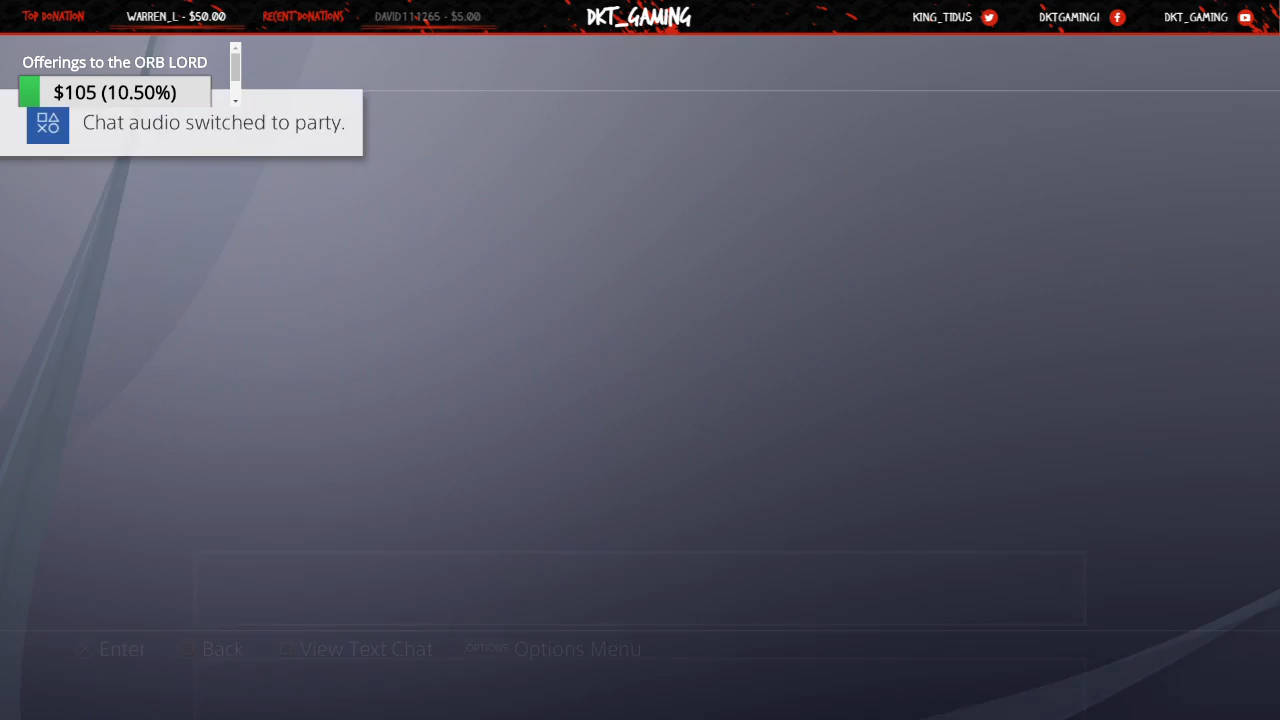 TOP DONATION WARREN_L - $50.00 RECENT DONATIONS DAVID111265 - $5.00 DKT_GAMING KING_TIDUS DKTGAMING1 DKT_GAMING
Offerings to the ORB LORD
$105 (10.50%)
Chat audio switched to party.
Enter Back View Text Chat OPTIONS Options Menu